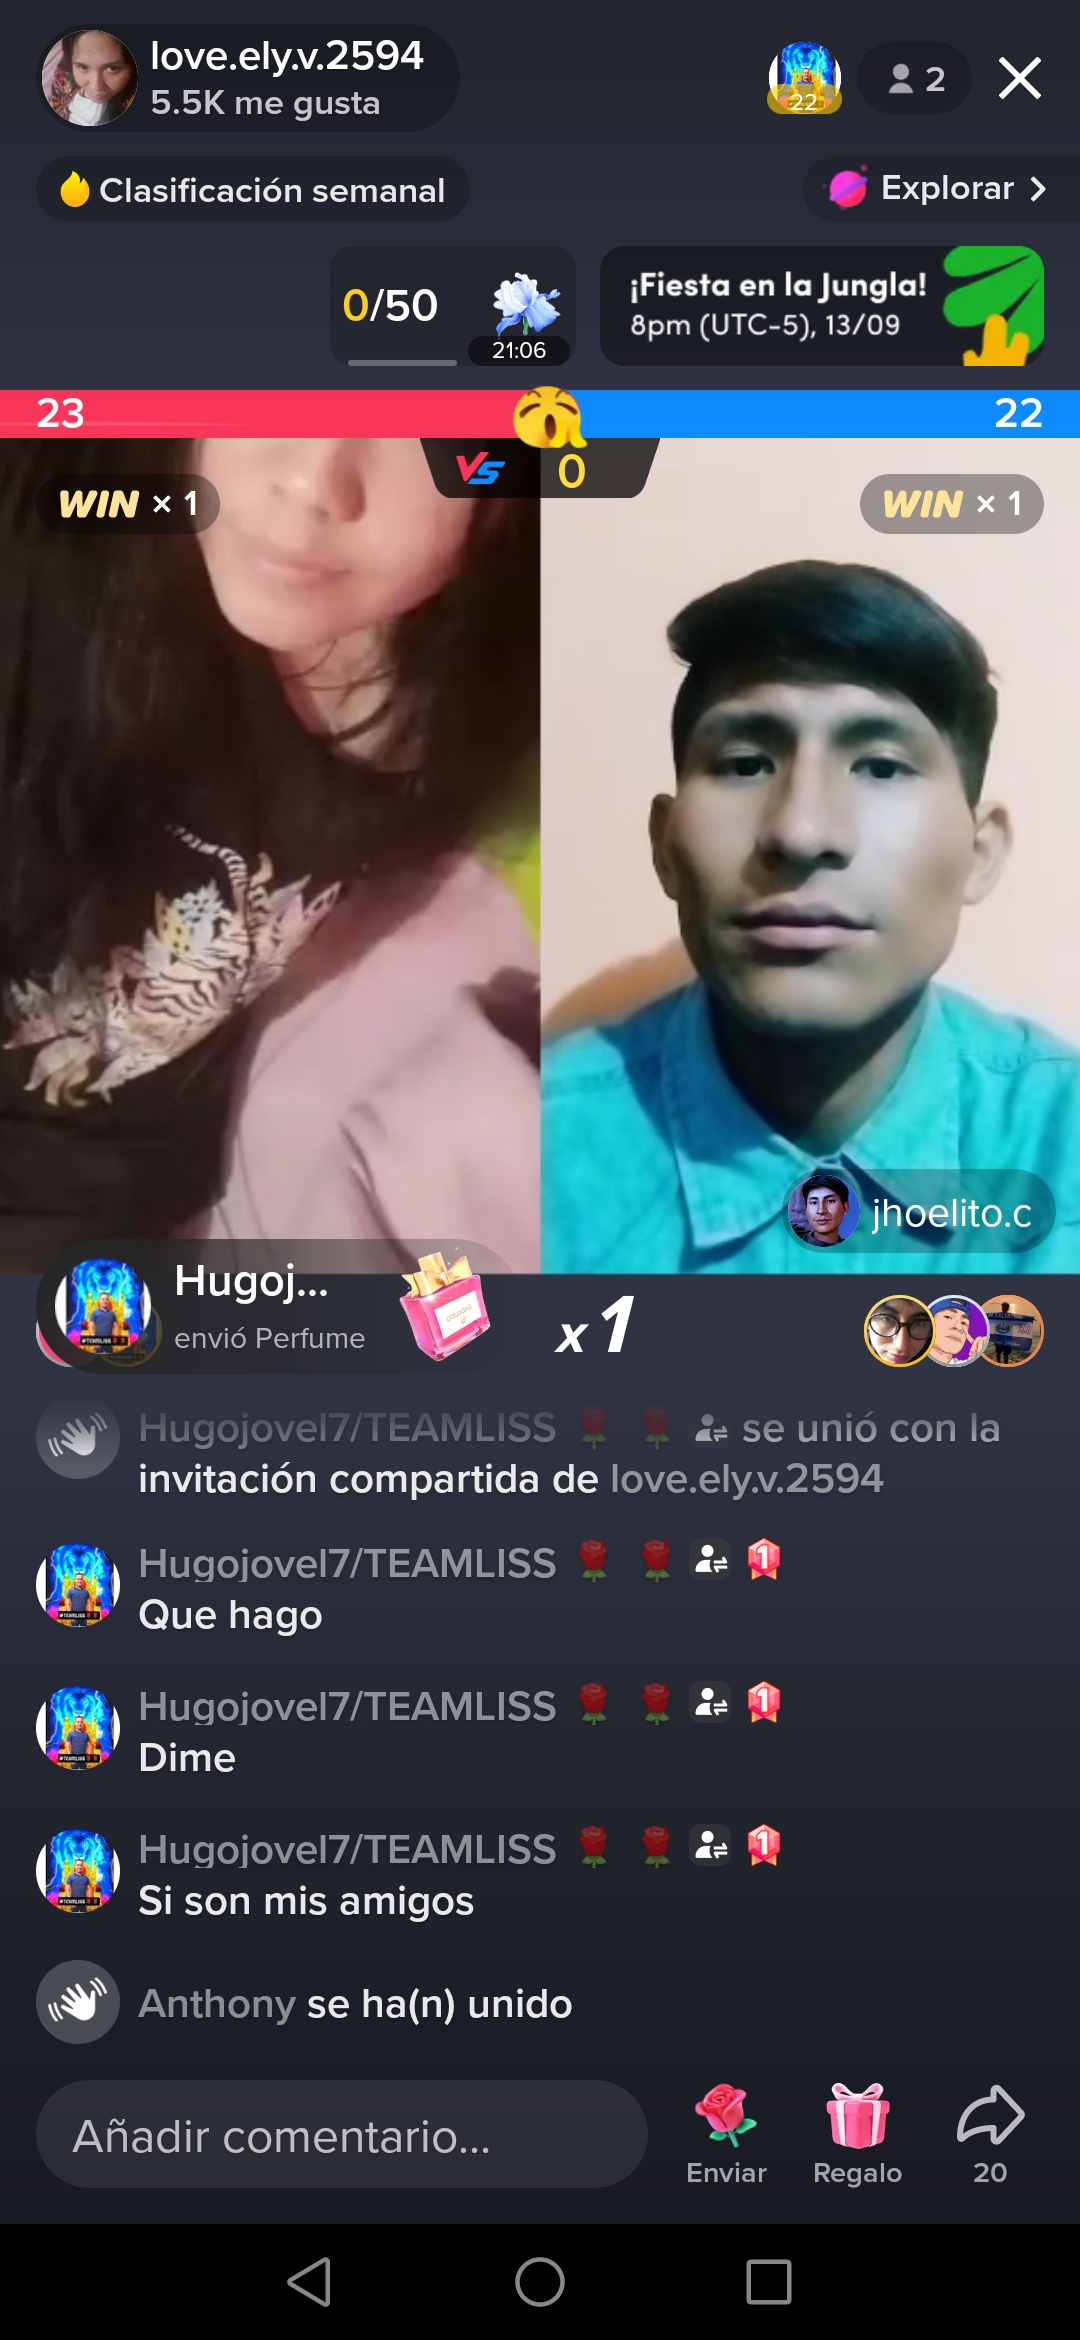 love.ely.v.2594
5.5K me gusta
22
2
Clasificación semanal
Explorar
0/50
21:06
¡Fiesta en la Jungla!
8pm (UTC-5), 13/09
23
22
VS
0
WIN × 1
WIN × 1
jhoelito.c
Hugoj...
envió Perfume
x1
Hugojovel7/TEAMLISS se unió con la
invitación compartida de love.ely.v.2594
Hugojovel7/TEAMLISS 1
Que hago
Hugojovel7/TEAMLISS 1
Dime
Hugojovel7/TEAMLISS 1
Si son mis amigos
Anthony se ha(n) unido
Añadir comentario...
Enviar
Regalo
20